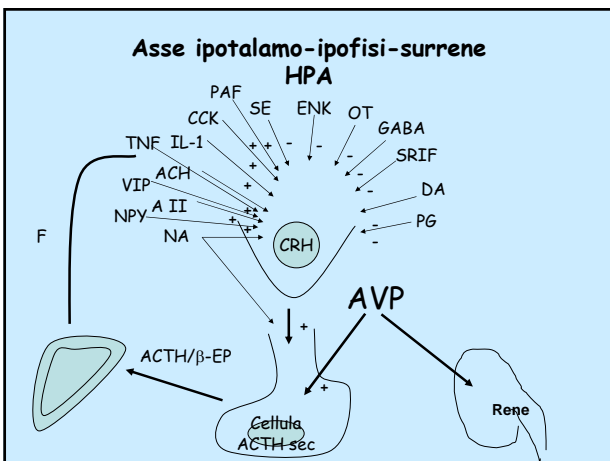 Asse ipotalamo-ipofisi-surrene
HPA
PAF
SE
ENK
OT
CCK
GABA
TNF
IL-1
SRIF
ACH
VIP
DA
A II
NPY
PG
NA
F
CRH
+
+
-
-
-
+
-
-
+
+
+
+
-
-
AVP
+
ACTH/β-EP
+
Rene
Cellula
ACTH sec